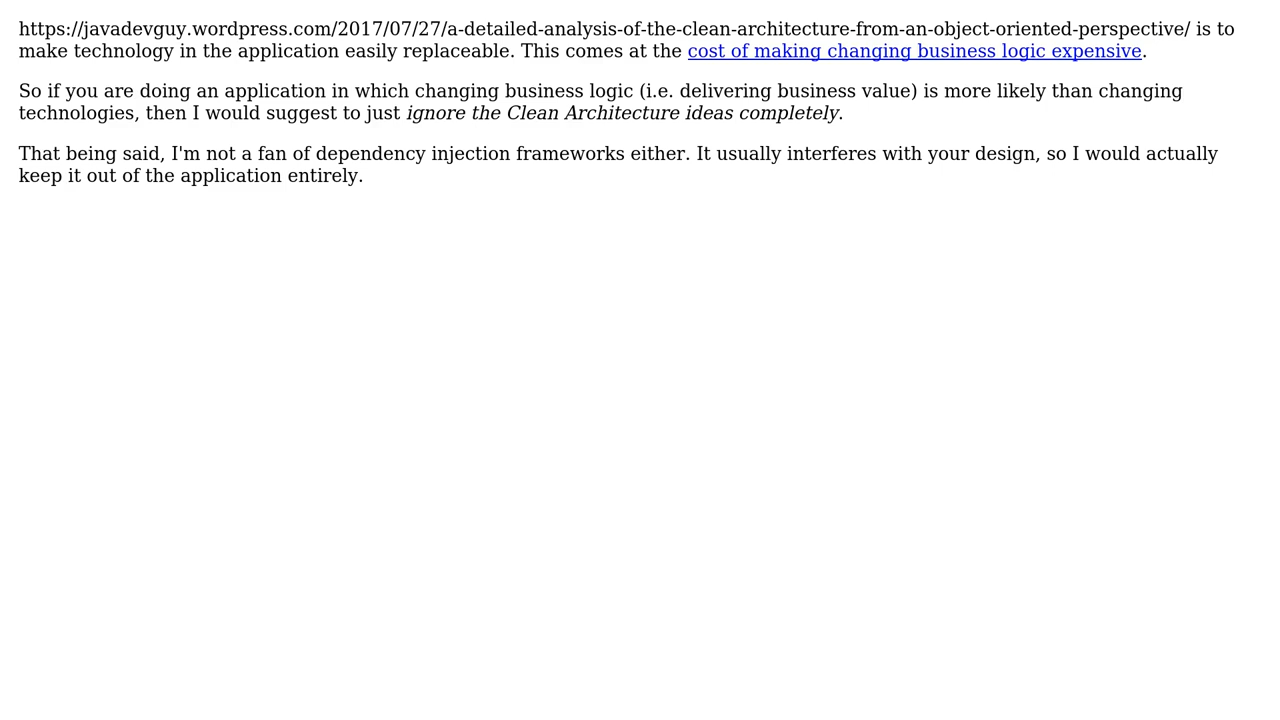 https://javadevguy.wordpress.com/2017/07/27/a-detailed-analysis-of-the-clean-architecture-from-an-object-oriented-perspective/ is to
make technology in the application easily replaceable. This comes at the cost of making changing business logic expensive.
So if you are doing an application in which changing business logic (i.e. delivering business value) is more likely than changing
technologies, then I would suggest to just ignore the Clean Architecture ideas completely.
That being said, I'm not a fan of dependency injection frameworks either. It usually interferes with your design, so I would actually
keep it out of the application entirely.